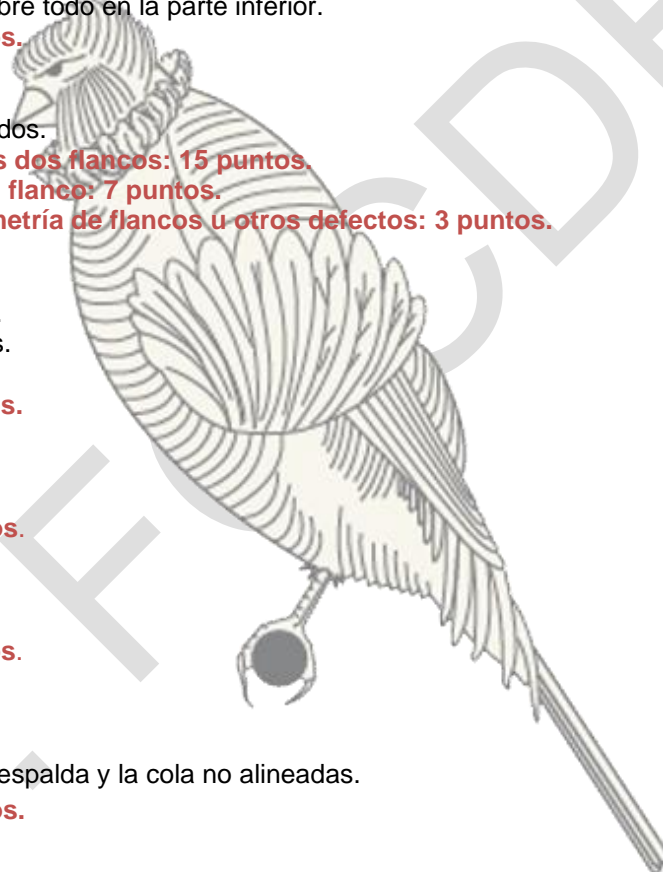 bre todo en la parte inferior.
s.
dos.
s dos flancos: 15 puntos.
flanco: 7 puntos.
metría de flancos u otros defectos: 3 puntos.
.
s.
s.
os.
s.
espalda y la cola no alineadas.
os.